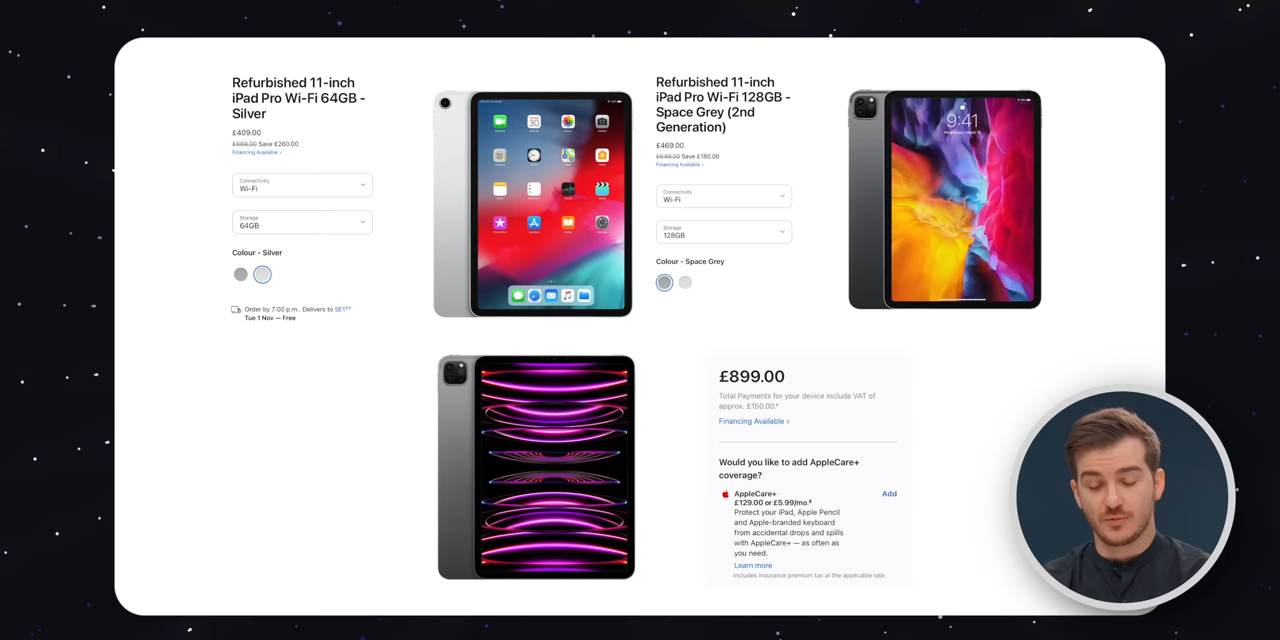 Refurbished 11-inch
iPad Pro Wi-Fi 64GB -
Silver
£409.00
£669.00 Save £260.00
Financing Available ›
Connectivity
Wi-Fi
Storage
64GB
Colour - Silver
Order by 7:00 p.m.. Delivers to SE1††
Tue 1 Nov — Free
Refurbished 11-inch
iPad Pro Wi-Fi 128GB -
Space Grey (2nd
Generation)
£469.00
£649.00 Save £180.00
Financing Available ›
Connectivity
Wi-Fi
Storage
128GB
Colour - Space Grey
9:41
£899.00
Total Payments for your device include VAT of
approx. £150.00.*
Financing Available ›
Would you like to add AppleCare+
coverage?
AppleCare+
Add
£129.00 or £5.99/mo.‡
Protect your iPad, Apple Pencil
and Apple-branded keyboard
from accidental drops and spills
with AppleCare+ — as often as
you need.
Learn more
Includes insurance premium tax at the applicable rate.